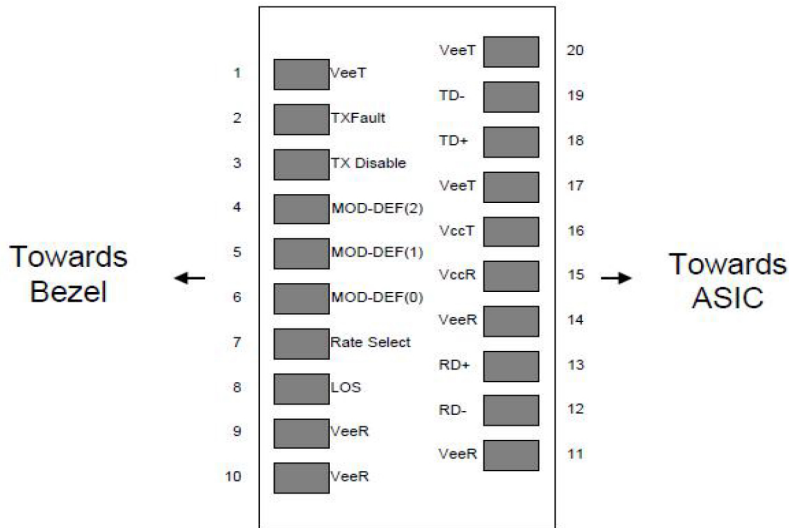 VeeT 20
1 VeeT
TD- 19
2 TXFault
TD+ 18
3 TX Disable
VeeT 17
4 MOD-DEF(2)
VccT 16
5 MOD-DEF(1)
Towards
Bezel
VccR 15
Towards
ASIC
6 MOD-DEF(0)
VeeR 14
7 Rate Select
RD+ 13
8 LOS
RD- 12
9 VeeR
VeeR 11
10 VeeR